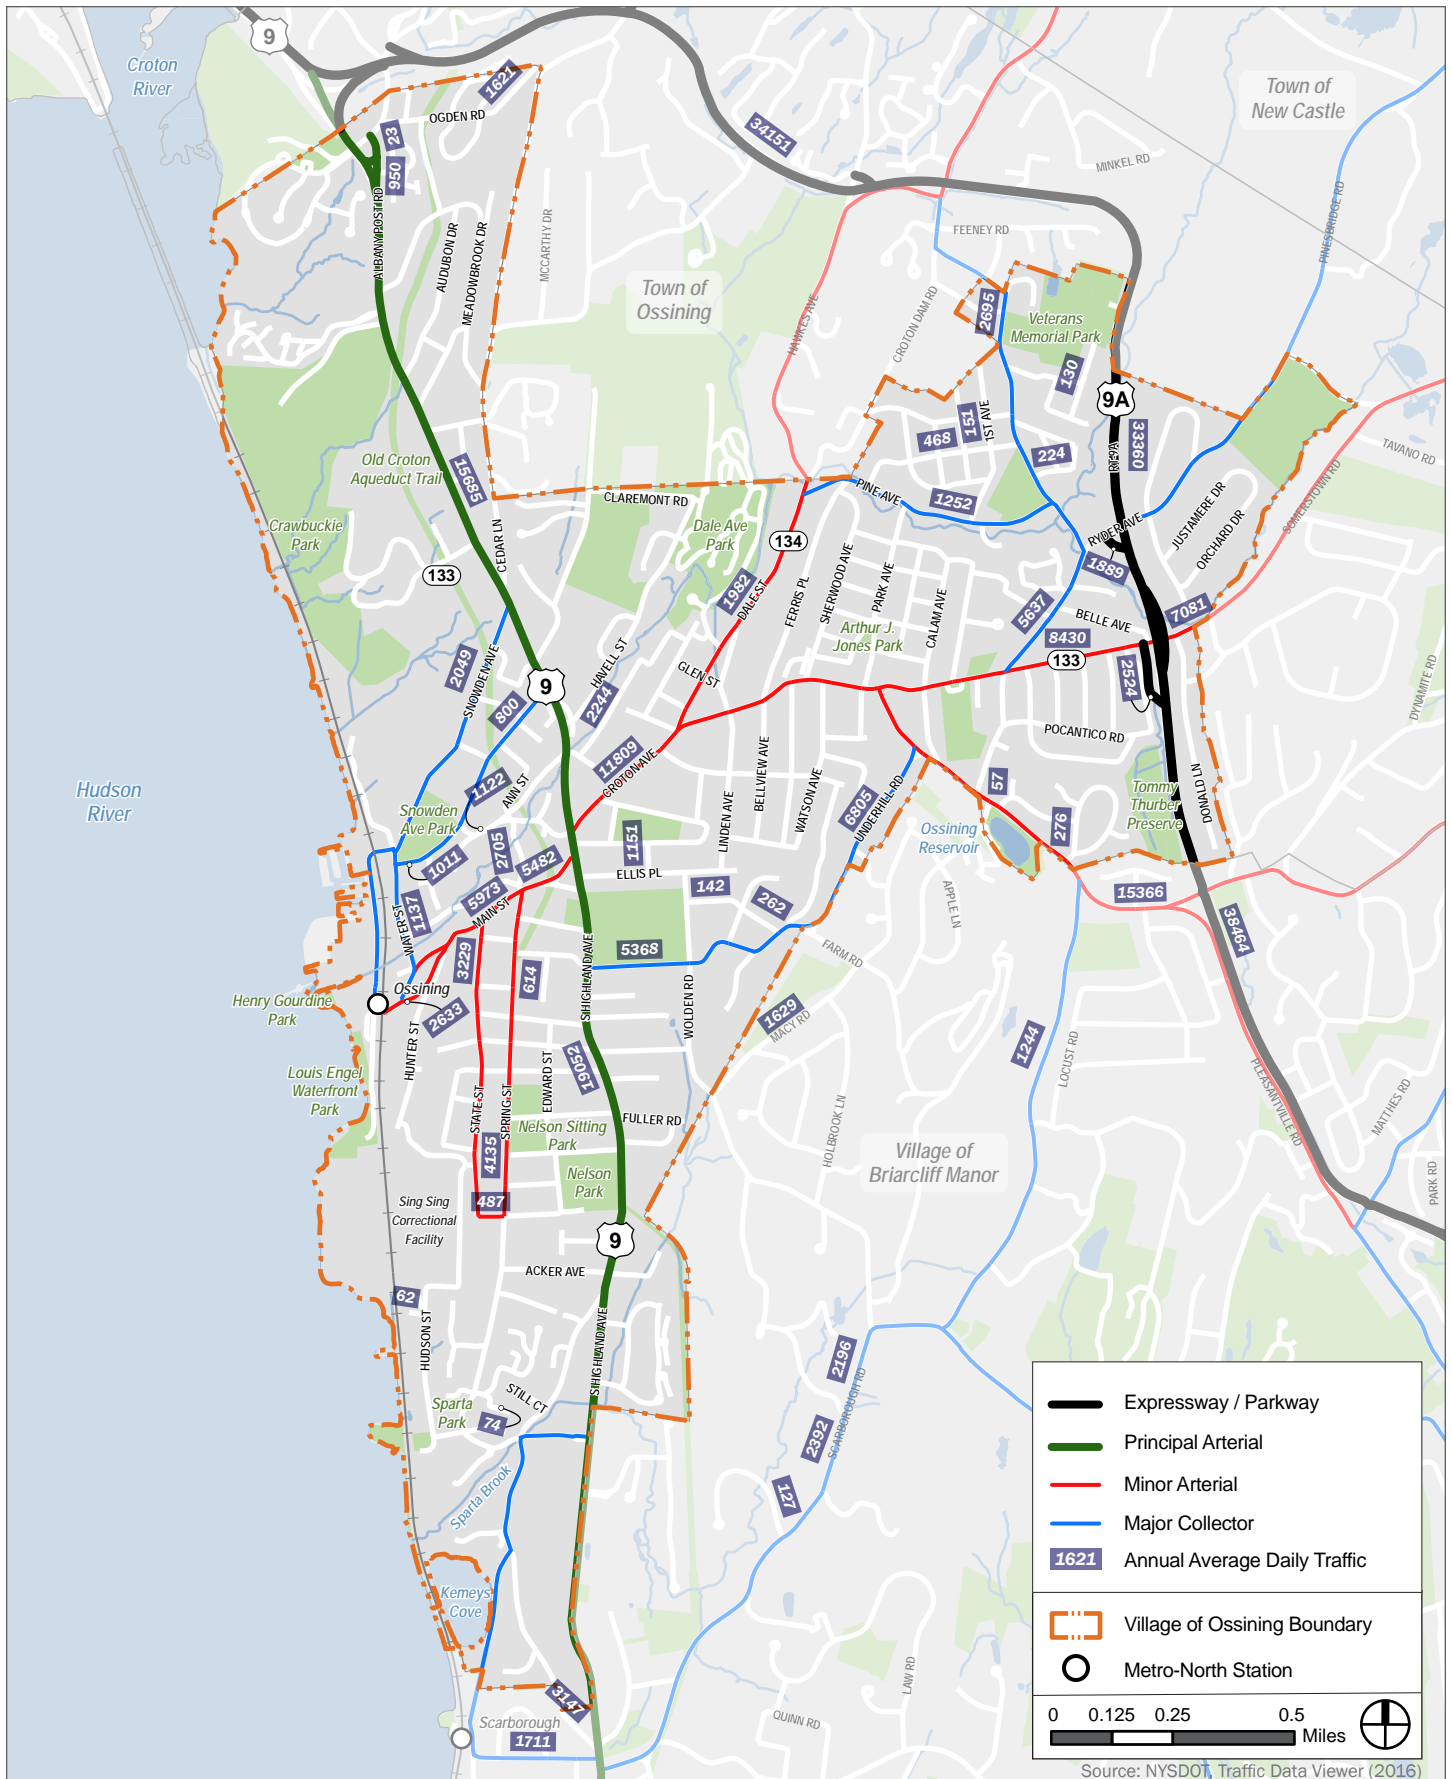 9
Croton
River
1621
OGDEN RD
23
950
34151
Town of
New Castle
MINKEL RD
PINESBRIDGE RD
ALBANY POST RD
AUDUBON DR
MEADOWBROOK DR
MCCARTHY DR
FEENEY RD
Town of
Ossining
HAWKES AVE
CROTON DAM RD
2695
Veterans
Memorial Park
130
9A
33360
RT 9A
151
1ST AVE
468
224
TAVANO RD
Old Croton
Aqueduct Trail
15685
CLAREMONT RD
PINE AVE
1252
JUSTAMERE DR
ORCHARD DR
SOMERSTOWN RD
Crawbuckie
Park
CEDAR LN
Dale Ave
Park
134
RYDER AVE
1889
133
1982
DALE ST
FERRIS PL
SHERWOOD AVE
PARK AVE
CALAM AVE
5637
BELLE AVE
7081
8430
133
Arthur J.
Jones Park
2049
SNOWDEN AVE
HAVELL ST
GLEN ST
2524
DYNAMITE RD
9
2244
800
POCANTICO RD
11809
CROTON AVE
1122
ANN ST
BELLVIEW AVE
WATSON AVE
LINDEN AVE
6805
UNDERHILL RD
57
DONALD LN
Tommy
Thurber
Preserve
Hudson
River
Snowden
Ave Park
Ossining
Reservoir
276
1011
2705
5482
1151
ELLIS PL
142
262
15366
5973
MAIN ST
1137
WATER ST
APPLE LN
38464
3229
614
S HIGHLAND AVE
5368
FARM RD
Henry Gourdine
Park
Ossining
2633
WOLDEN RD
1629
MACY RD
1244
LOCUST RD
HUNTER ST
Louis Engel
Waterfront
Park
19052
EDWARD ST
STATE ST
SPRING ST
FULLER RD
PLEASANTVILLE RD
MATTHES RD
Nelson Sitting
Park
4135
HOLBROOK LN
Village of
Briarcliff Manor
Nelson
Park
487
PARK RD
Sing Sing
Correctional
Facility
9
ACKER AVE
62
HUDSON ST
S HIGHLAND AVE
2196
SCARBOROUGH RD
2392
Sparta
Park
STILL CT
74
127
Sparta Brook
Kemeys
Cove
LAW RD
3147
Scarborough
1711
QUINN RD
Expressway / Parkway
Principal Arterial
Minor Arterial
Major Collector
1621 Annual Average Daily Traffic
Village of Ossining Boundary
Metro-North Station
0 0.125 0.25 0.5
Miles
Source: NYSDOT, Traffic Data Viewer (2016)